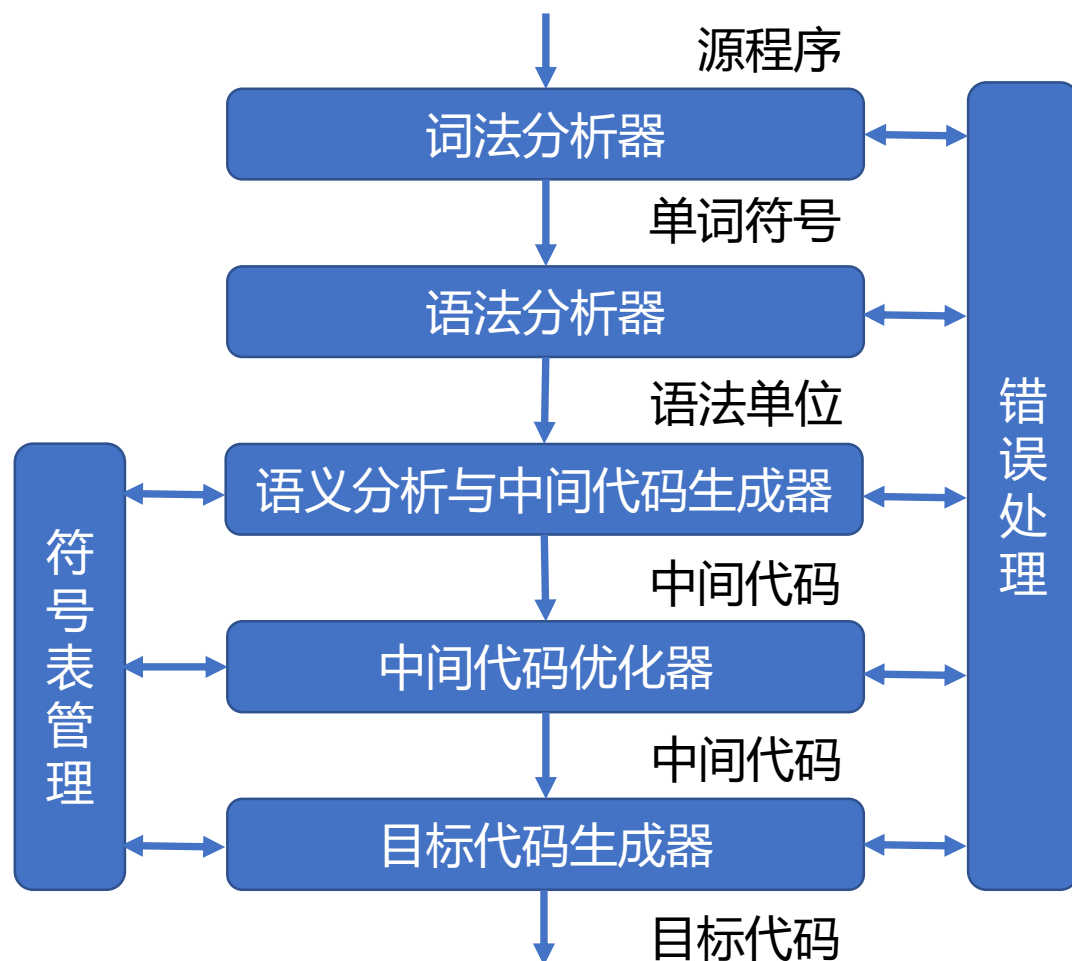 源程序
词法分析器
单词符号
语法分析器
语法单位
语义分析与中间代码生成器
中间代码
中间代码优化器
中间代码
目标代码生成器
目标代码
符号表管理
错误处理